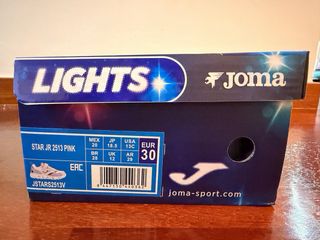 LIGHTS
Joma
STAR JR 2513 PINK
MEX 20
JP 18.5
USA 13C
EUR 30
BR 28
UK 12
AR 29
EAC
JSTARS2513V
joma-sport.com